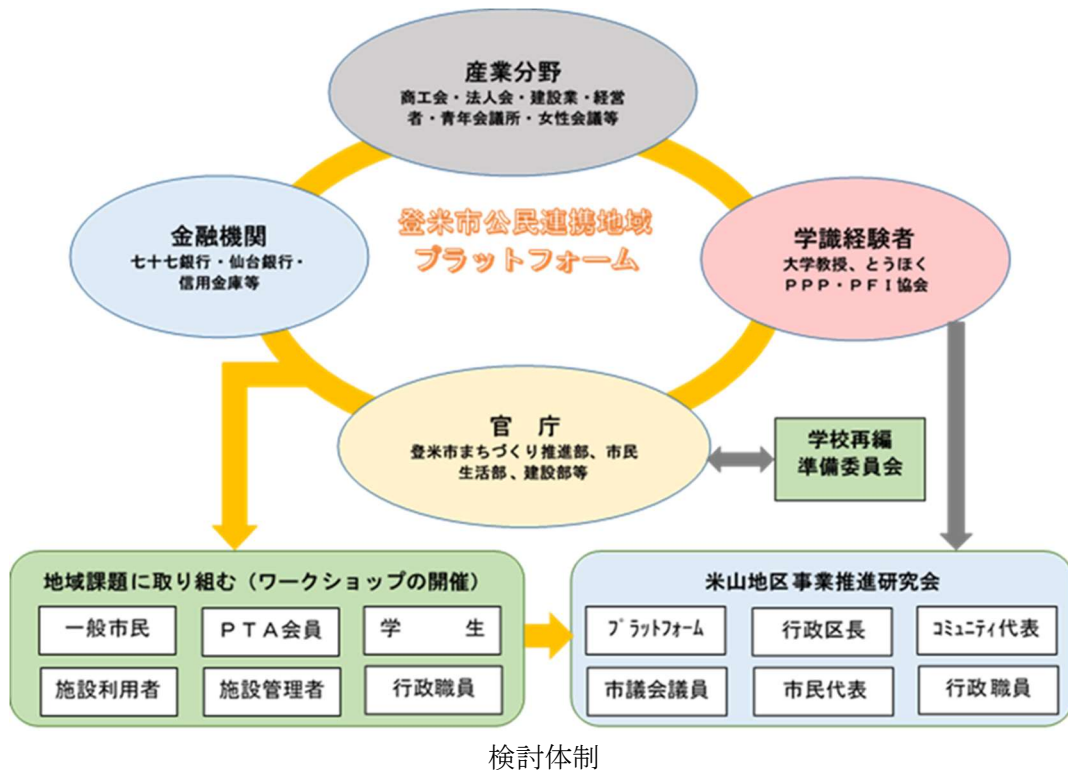 産業分野
商工会・法人会・建設業・経営
者・青年会議所・女性会議等
登米市公民連携地域
プラットフォーム
金融機関
七十七銀行・仙台銀行・
信用金庫等
学識経験者
大学教授、とうほく
ＰＰＰ・ＰＦＩ協会
官　庁
登米市まちづくり推進部、市民
生活部、建設部等
学校再編
準備委員会
地域課題に取り組む（ワークショップの開催）
一般市民
ＰＴＡ会員
学　　生
施設利用者
施設管理者
行政職員
米山地区事業推進研究会
ﾌﾟﾗｯﾄﾌｫｰﾑ
行政区長
ｺﾐｭﾆﾃｨ代表
市議会議員
市民代表
行政職員
検討体制